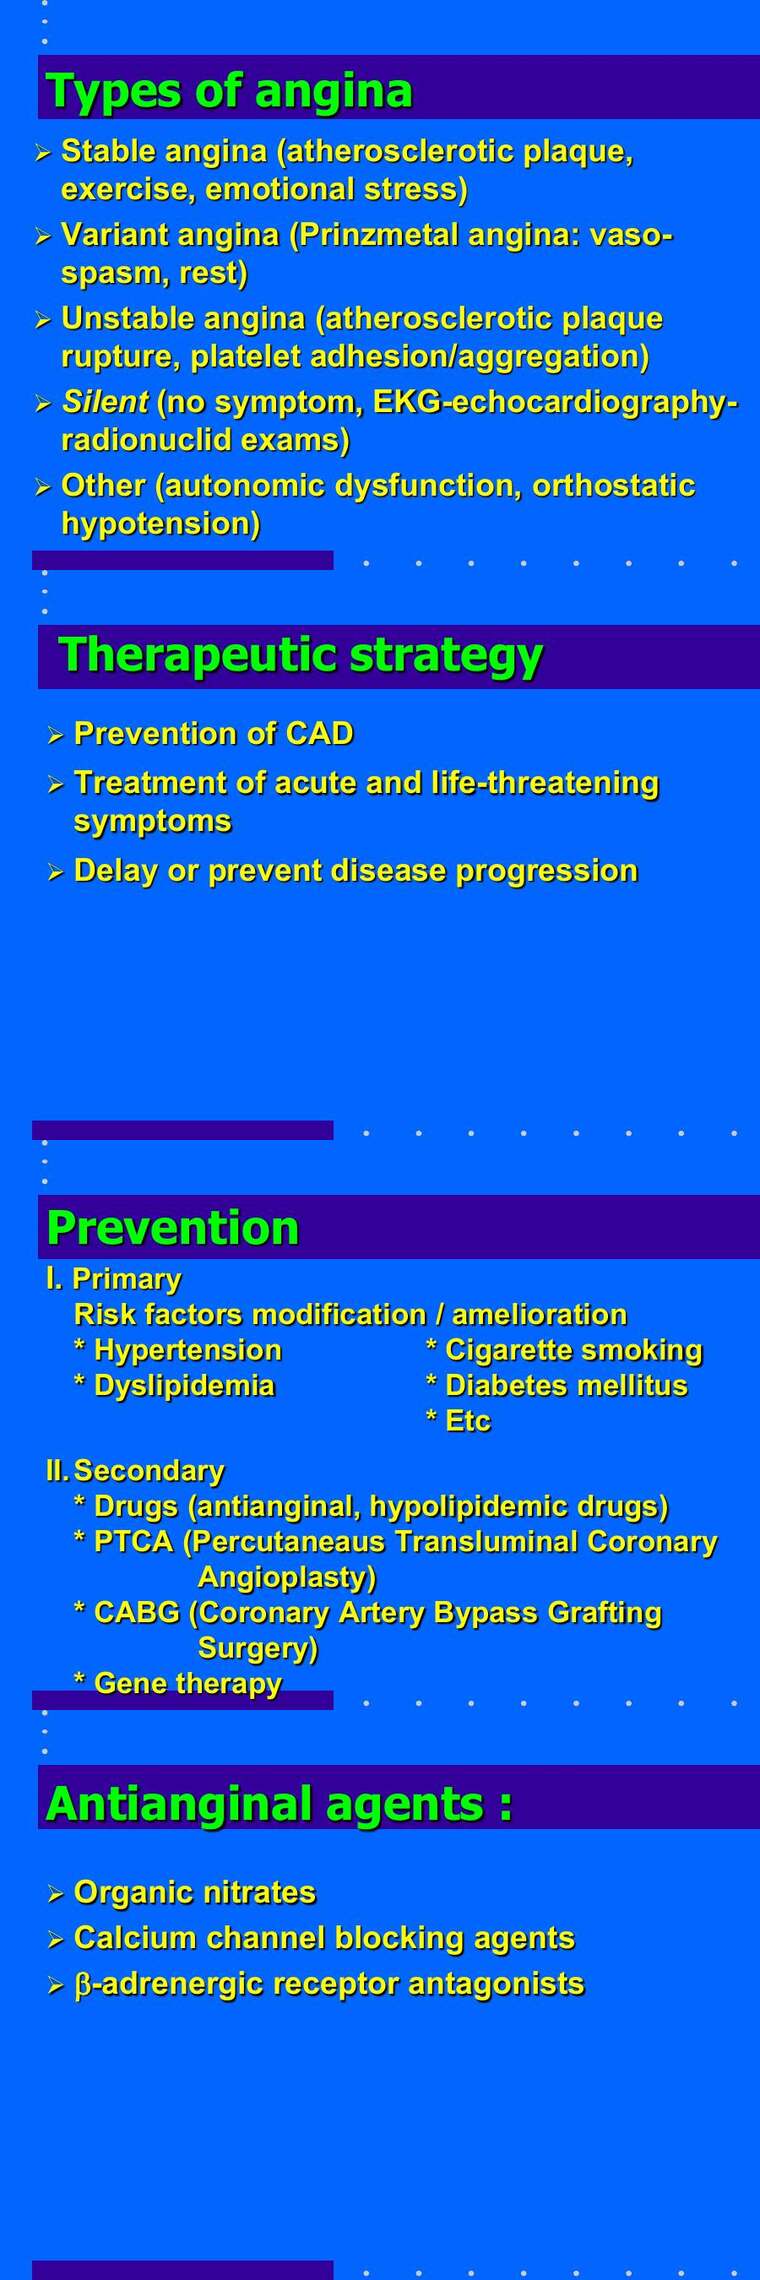 Types of angina
➢ Stable angina (atherosclerotic plaque,
exercise, emotional stress)
➢ Variant angina (Prinzmetal angina: vaso-
spasm, rest)
➢ Unstable angina (atherosclerotic plaque
rupture, platelet adhesion/aggregation)
➢ Silent (no symptom, EKG-echocardiography-
radionuclid exams)
➢ Other (autonomic dysfunction, orthostatic
hypotension)
Therapeutic strategy
➢ Prevention of CAD
➢ Treatment of acute and life-threatening
symptoms
➢ Delay or prevent disease progression
Prevention
I. Primary
Risk factors modification / amelioration
* Hypertension * Cigarette smoking
* Dyslipidemia * Diabetes mellitus
* Etc
II. Secondary
* Drugs (antianginal, hypolipidemic drugs)
* PTCA (Percutaneaus Transluminal Coronary
Angioplasty)
* CABG (Coronary Artery Bypass Grafting
Surgery)
* Gene therapy
Antianginal agents :
➢ Organic nitrates
➢ Calcium channel blocking agents
➢ β-adrenergic receptor antagonists